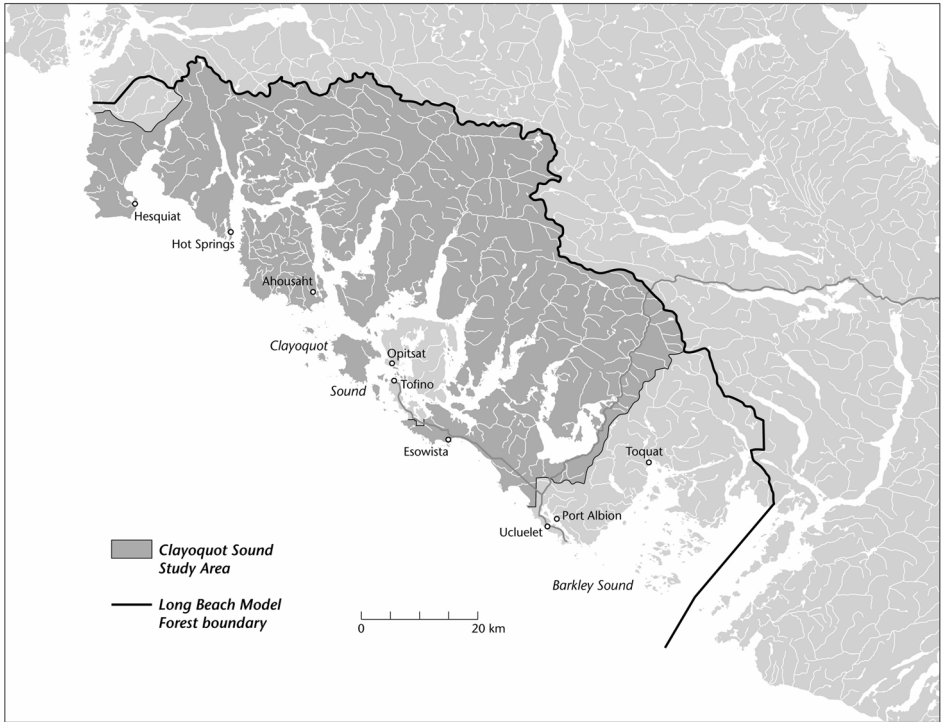 Hesquiat
Hot Springs
Ahousaht
Clayoquot
Opitsat
Sound
Tofino
Esowista
Toquat
Port Albion
Ucluelet
Clayoquot Sound
Study Area
Barkley Sound
Long Beach Model
Forest boundary
0 20 km